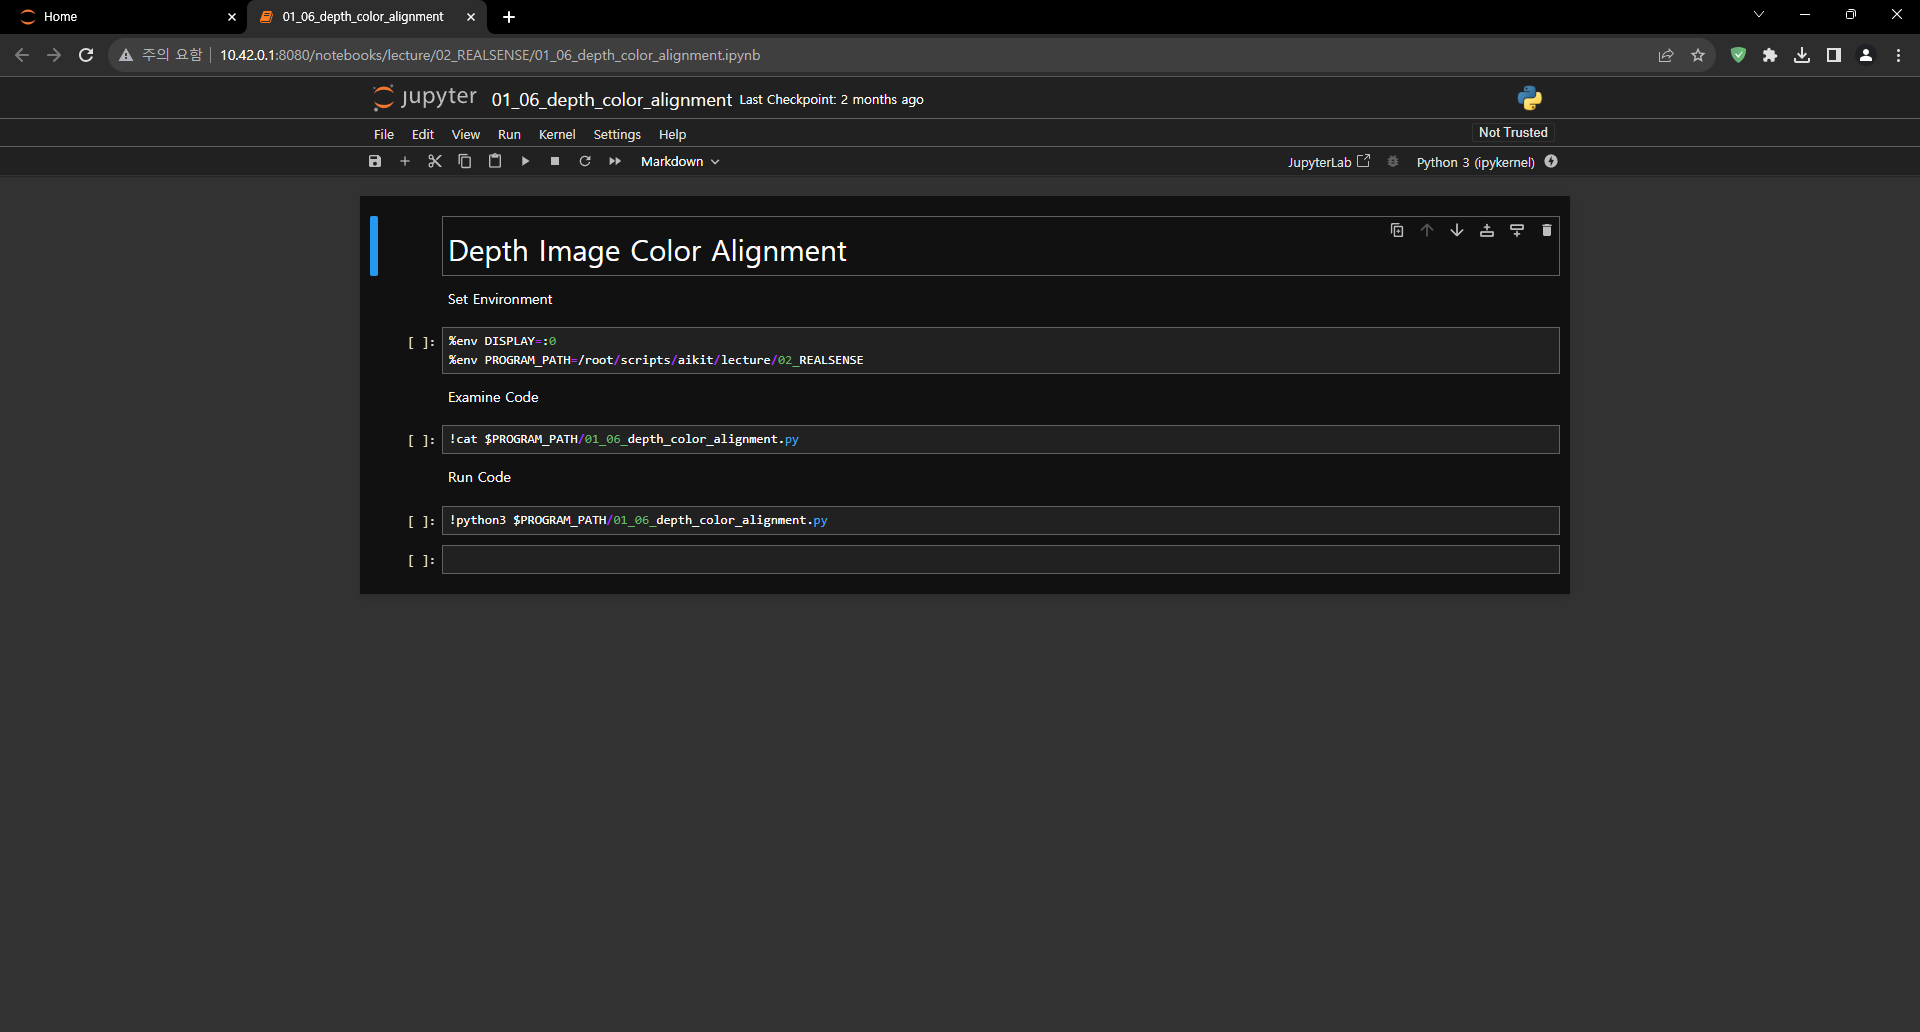 Home
01_06_depth_color_alignment
주의 요함
10.42.0.1:8080/notebooks/lecture/02_REALSENSE/01_06_depth_color_alignment.ipynb
jupyter 01_06_depth_color_alignment Last Checkpoint: 2 months ago
File Edit View Run Kernel Settings Help
Not Trusted
Markdown
JupyterLab
Python 3 (ipykernel)
Depth Image Color Alignment
Set Environment
[ ]: %env DISPLAY=:0
%env PROGRAM_PATH=/root/scripts/aikit/lecture/02_REALSENSE
Examine Code
[ ]: !cat $PROGRAM_PATH/01_06_depth_color_alignment.py
Run Code
[ ]: !python3 $PROGRAM_PATH/01_06_depth_color_alignment.py
[ ]: